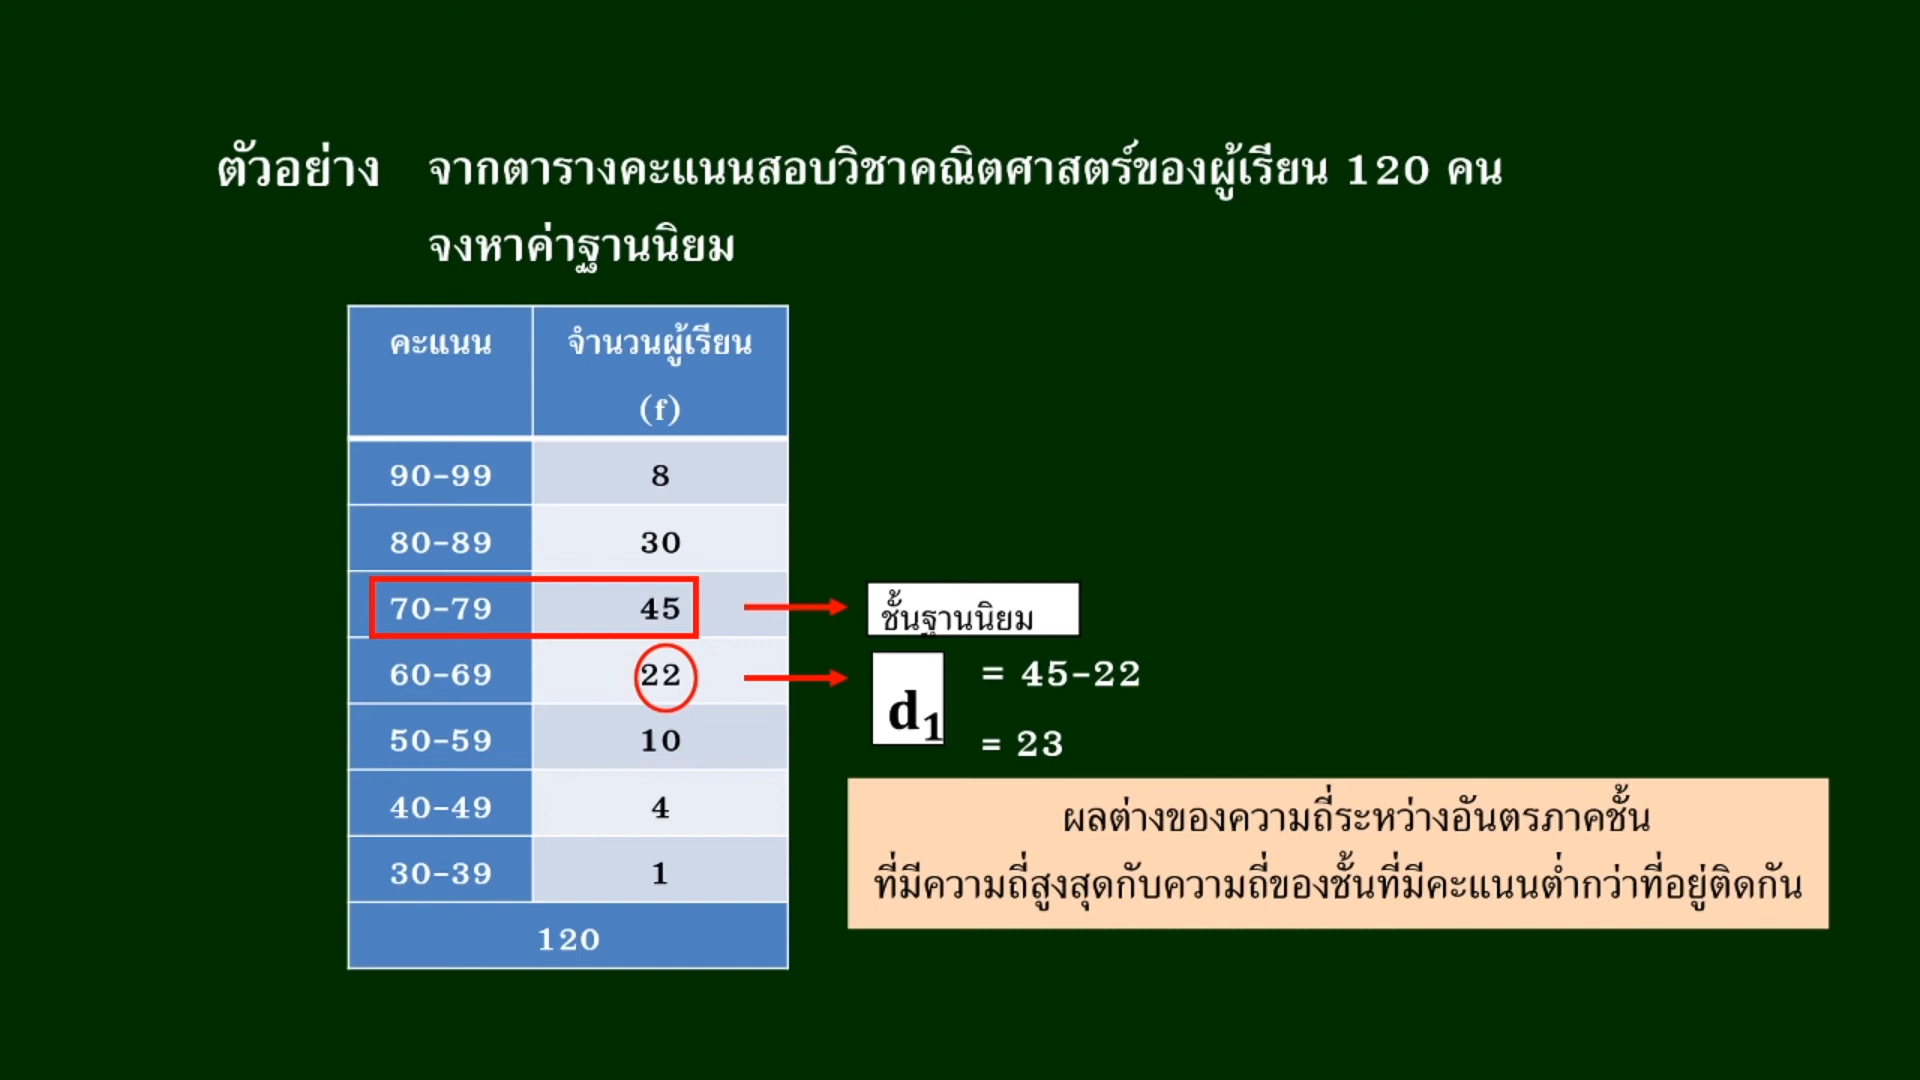 ตัวอย่าง จากตารางคะแนนสอบวิชาคณิตศาสตร์ของผู้เรียน 120 คน
จงหาค่าฐานนิยม
คะแนน จำนวนผู้เรียน
(f)
90-99 8
80-89 30
70-79 45 ชั้นฐานนิยม
60-69 22 d₁ = 45-22
= 23
50-59 10
40-49 4
30-39 1
120
ผลต่างของความถี่ระหว่างอันตรภาคชั้น
ที่มีความถี่สูงสุดกับความถี่ของชั้นที่มีคะแนนต่ำกว่าที่อยู่ติดกัน